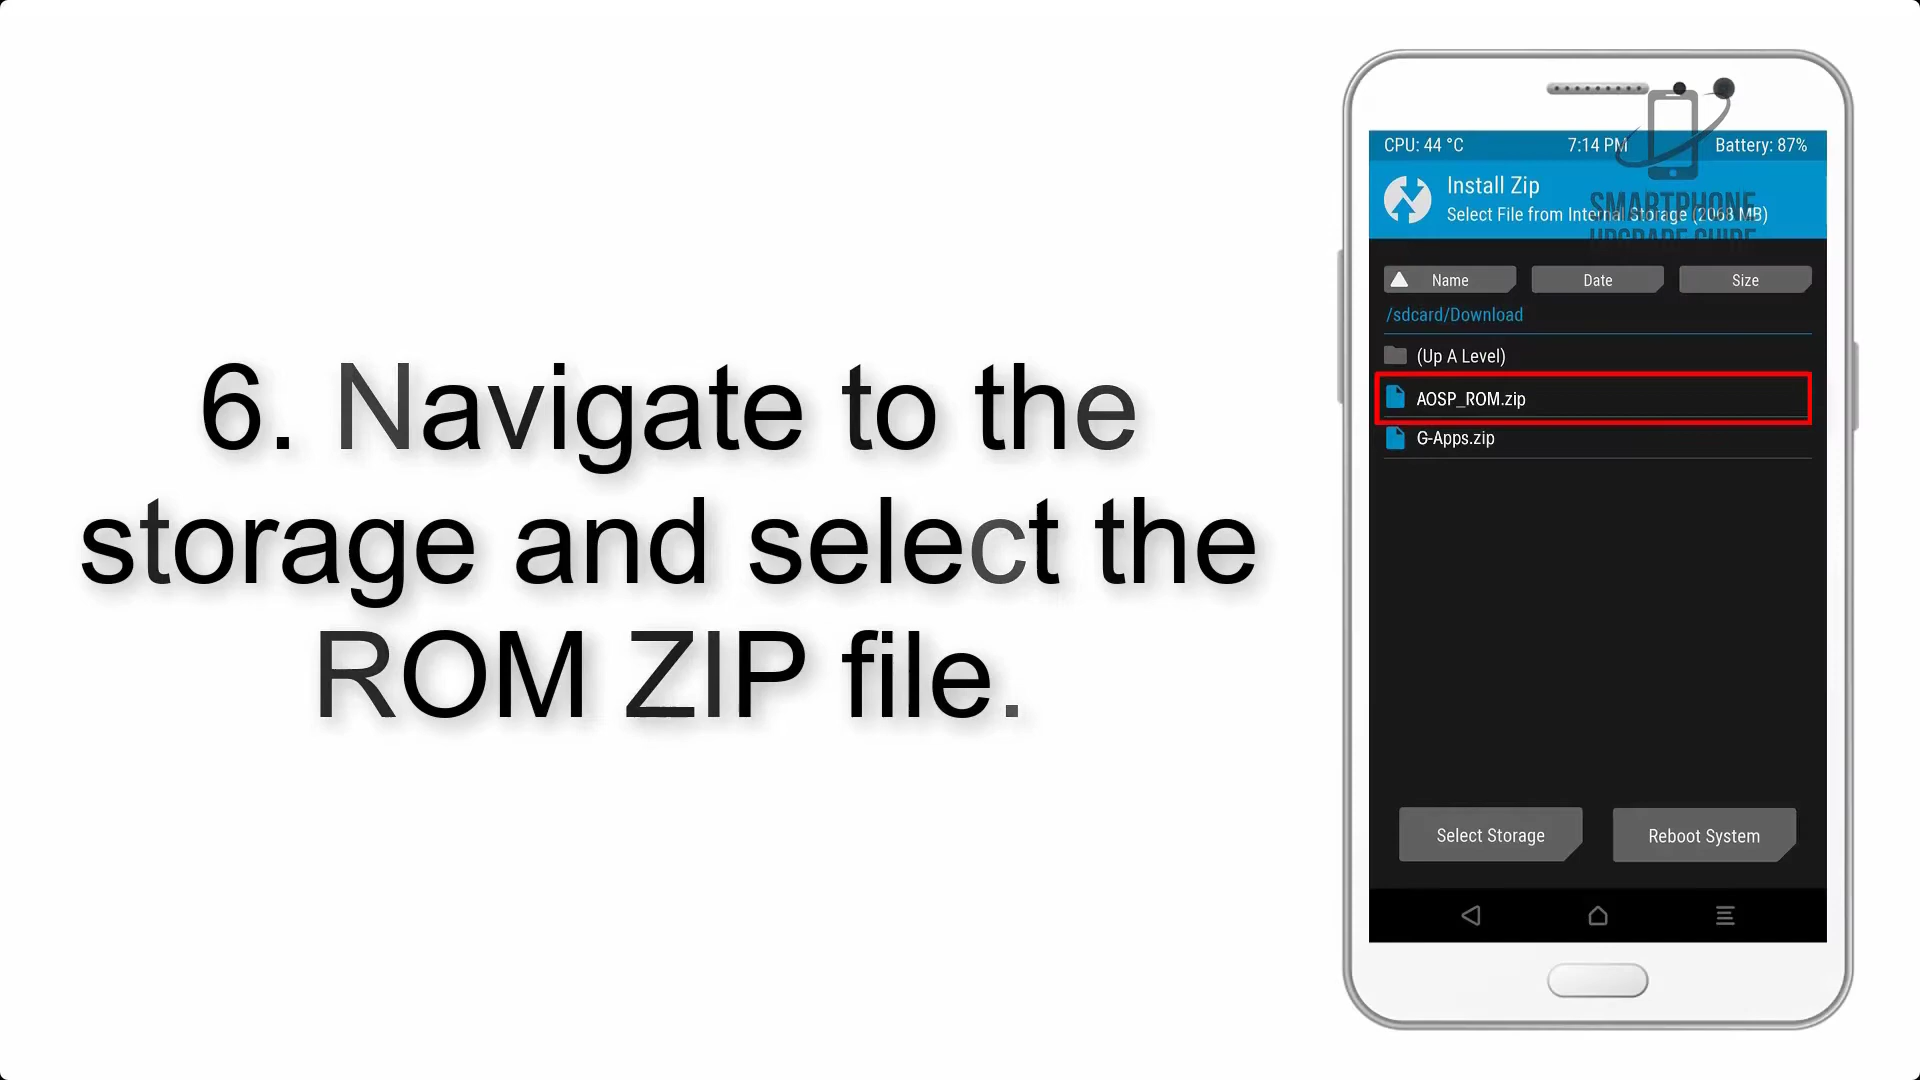 6. Navigate to the
storage and select the
ROM ZIP file.
CPU: 44 °C 7:14 PM Battery: 87%
Install Zip
Select File from Internal Storage (2068 MB)
SMARTPHONE
UPGRADE GUIDE
Name Date Size
/sdcard/Download
(Up A Level)
AOSP_ROM.zip
G-Apps.zip
Select Storage Reboot System